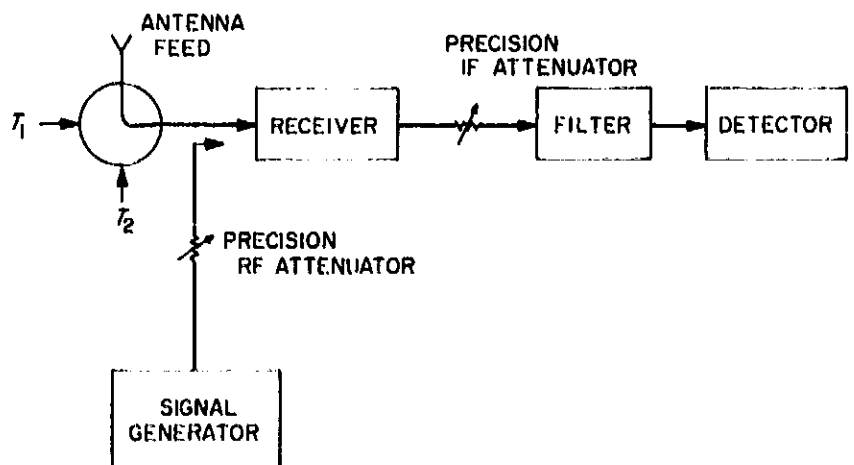 ANTENNA
FEED
PRECISION
IF ATTENUATOR
T1
RECEIVER
FILTER
DETECTOR
T2
PRECISION
RF ATTENUATOR
SIGNAL
GENERATOR